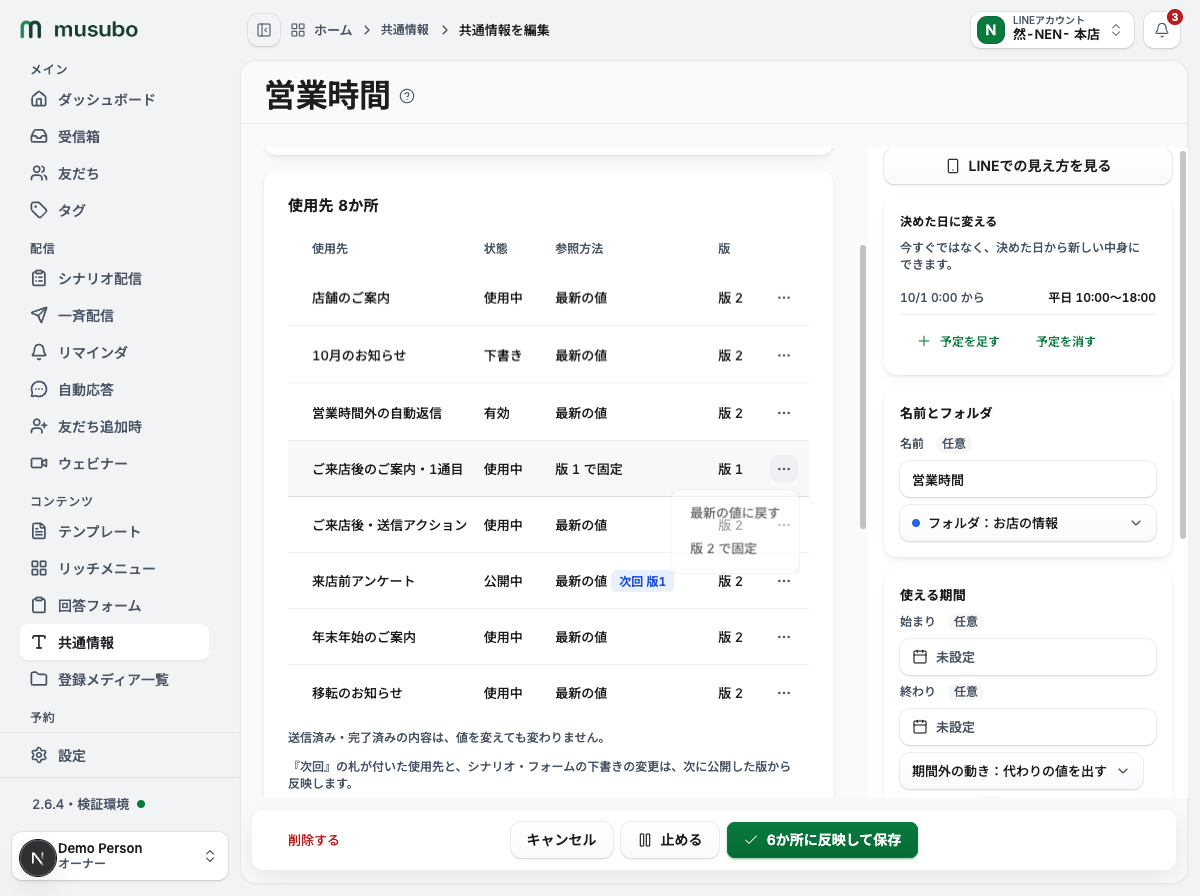 musubo
メイン
ダッシュボード
受信箱
友だち
タグ
配信
シナリオ配信
一斉配信
リマインダ
自動応答
友だち追加時
ウェビナー
コンテンツ
テンプレート
リッチメニュー
回答フォーム
共通情報
登録メディア一覧
予約
設定
2.6.4・検証環境
N
Demo Person
オーナー
ホーム
共通情報
共通情報を編集
N
LINEアカウント
然-NEN- 本店
3
営業時間
使用先 8か所
使用先 状態 参照方法 版
店舗のご案内 使用中 最新の値 版 2
10月のお知らせ 下書き 最新の値 版 2
営業時間外の自動返信 有効 最新の値 版 2
ご来店後のご案内・1通目 使用中 版 1 で固定 版 1
最新の値に戻す
ご来店後・送信アクション 使用中 最新の値 版 2
版 2 で固定
来店前アンケート 公開中 最新の値 次回 版1 版 2
年末年始のご案内 使用中 最新の値 版 2
移転のお知らせ 使用中 最新の値 版 2
送信済み・完了済みの内容は、値を変えても変わりません。
『次回』の札が付いた使用先と、シナリオ・フォームの下書きの変更は、次に公開した版から
反映します。
LINEでの見え方を見る
決めた日に変える
今すぐではなく、決めた日から新しい中身に
できます。
10/1 0:00 から 平日 10:00〜18:00
予定を足す 予定を消す
名前とフォルダ
名前 任意
営業時間
フォルダ：お店の情報
使える期間
始まり 任意
未設定
終わり 任意
未設定
期間外の動き：代わりの値を出す
削除する
キャンセル
止める
6か所に反映して保存